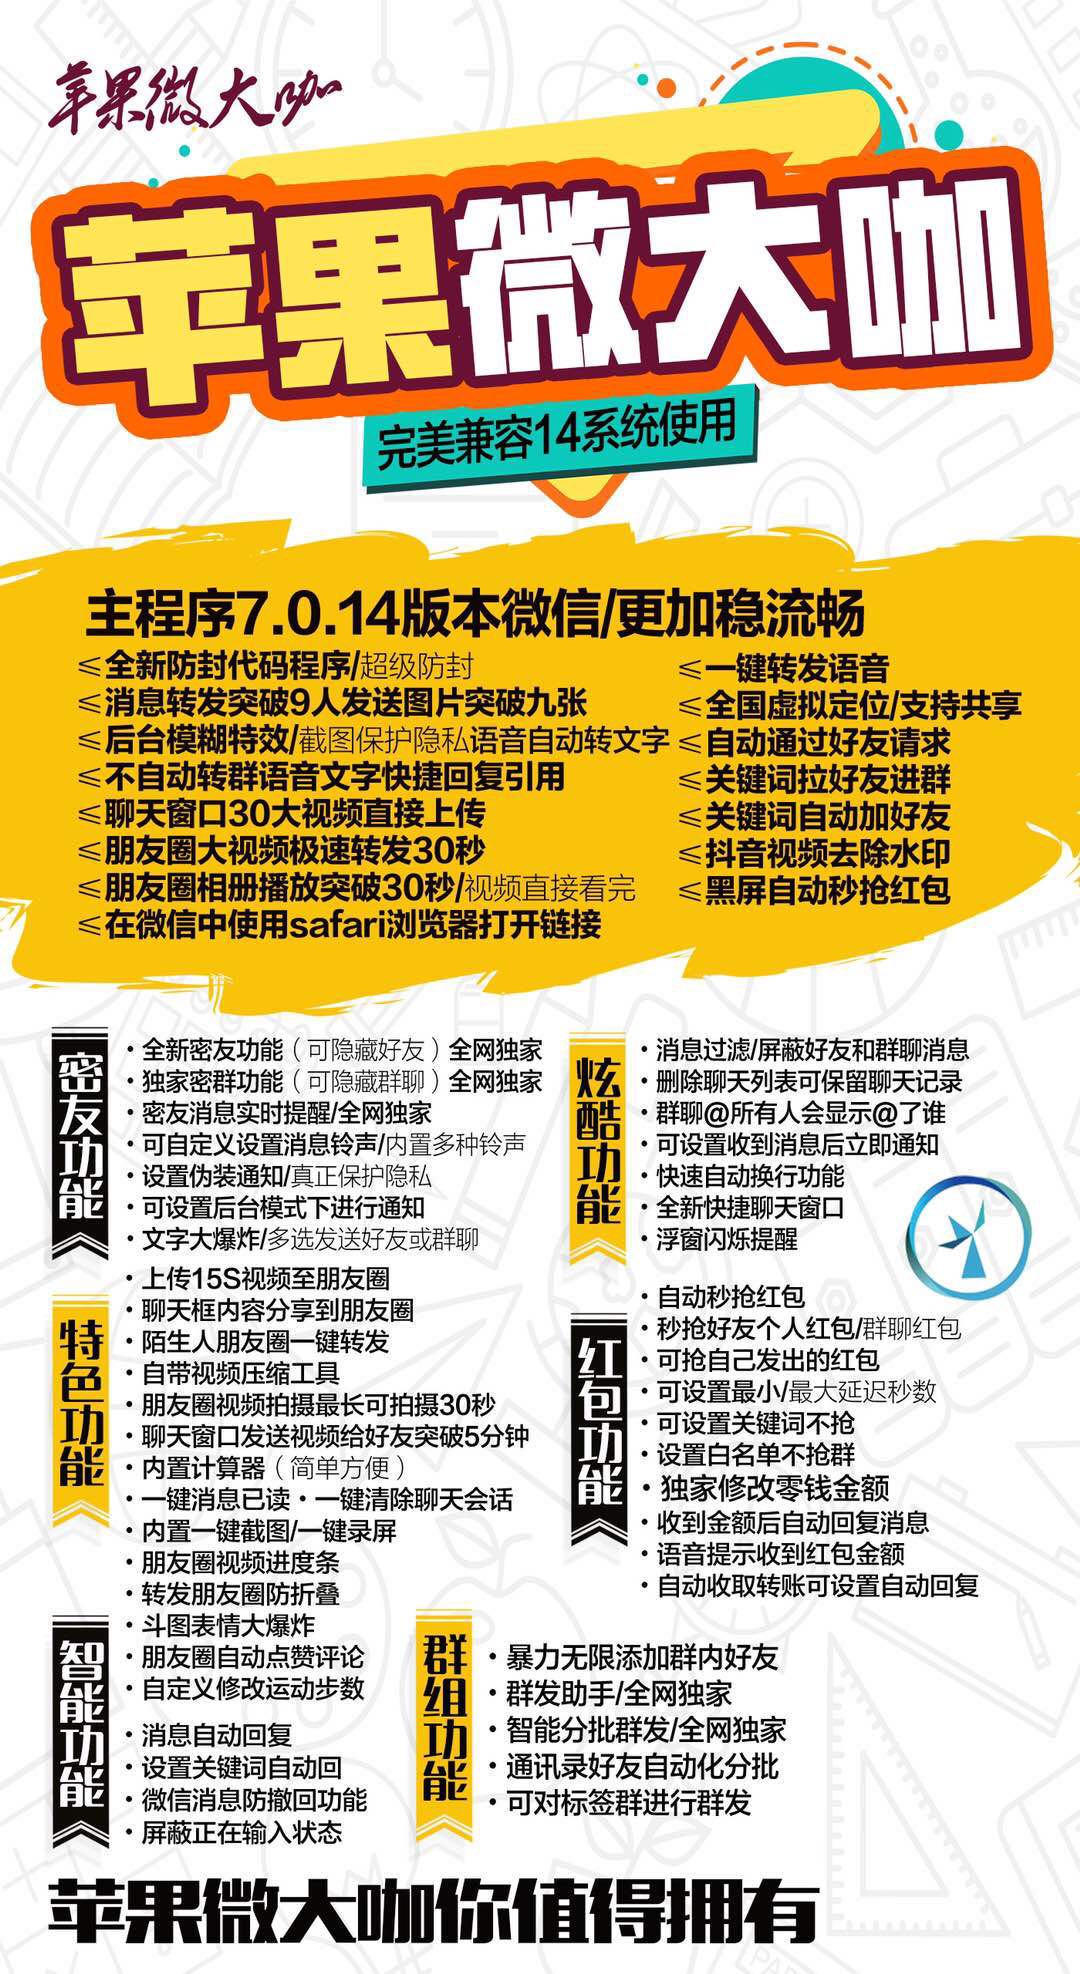 苹果微大咖
苹果微大咖
完美兼容14系统使用
主程序7.0.14版本微信/更加稳流畅
≤全新防封代码程序/超级防封
≤消息转发突破9人发送图片突破九张
≤后台模糊特效/截图保护隐私语音自动转文字
≤不自动转群语音文字快捷回复引用
≤聊天窗口30大视频直接上传
≤朋友圈大视频极速转发30秒
≤朋友圈相册播放突破30秒/视频直接看完
≤在微信中使用safari浏览器打开链接
≤一键转发语音
≤全国虚拟定位/支持共享
≤自动通过好友请求
≤关键词拉好友进群
≤关键词自动加好友
≤抖音视频去除水印
≤黑屏自动秒抢红包
密友功能
·全新密友功能（可隐藏好友）全网独家
·独家密群功能（可隐藏群聊）全网独家
·密友消息实时提醒/全网独家
·可自定义设置消息铃声/内置多种铃声
·设置伪装通知/真正保护隐私
·可设置后台模式下进行通知
·文字大爆炸/多选发送好友或群聊
炫酷功能
·消息过滤/屏蔽好友和群聊消息
·删除聊天列表可保留聊天记录
·群聊@所有人会显示@了谁
·可设置收到消息后立即通知
·快速自动换行功能
·全新快捷聊天窗口
·浮窗闪烁提醒
特色功能
·上传15S视频至朋友圈
·聊天框内容分享到朋友圈
·陌生人朋友圈一键转发
·自带视频压缩工具
·朋友圈视频拍摄最长可拍摄30秒
·聊天窗口发送视频给好友突破5分钟
·内置计算器（简单方便）
·一键消息已读·一键清除聊天会话
·内置一键截图/一键录屏
·朋友圈视频进度条
·转发朋友圈防折叠
·斗图表情大爆炸
·朋友圈自动点赞评论
·自定义修改运动步数
红包功能
·自动秒抢红包
·秒抢好友个人红包/群聊红包
·可抢自己发出的红包
·可设置最小/最大延迟秒数
·可设置关键词不抢
·设置白名单不抢群
·独家修改零钱金额
·收到金额后自动回复消息
·语音提示收到红包金额
·自动收取转账可设置自动回复
智能功能
·消息自动回复
·设置关键词自动回
·微信消息防撤回功能
·屏蔽正在输入状态
群组功能
·暴力无限添加群内好友
·群发助手/全网独家
·智能分批群发/全网独家
·通讯录好友自动化分批
·可对标签群进行群发
苹果微大咖你值得拥有